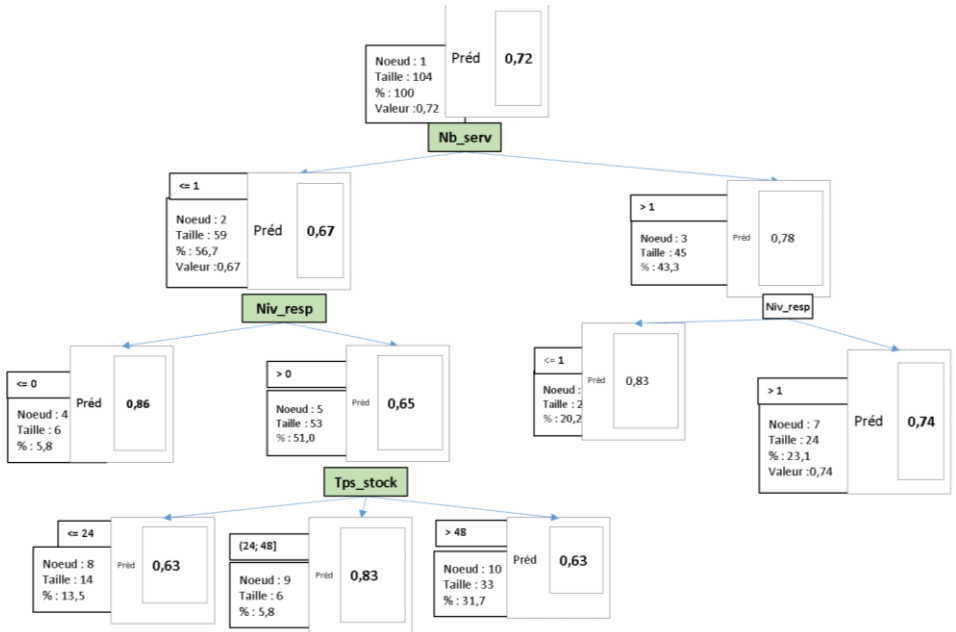 Noeud : 1
Taille : 104
% : 100
Valeur :0,72
Préd
0,72
Nb_serv
<= 1
Noeud : 2
Taille : 59
% : 56,7
Valeur :0,67
Préd
0,67
> 1
Noeud : 3
Taille : 45
% : 43,3
Préd
0,78
Niv_resp
Niv_resp
<= 0
Noeud : 4
Taille : 6
% : 5,8
Préd
0,86
> 0
Noeud : 5
Taille : 53
% : 51,0
Préd
0,65
<= 1
Noeud :
Taille : 2
% : 20,2
Préd
0,83
> 1
Noeud : 7
Taille : 24
% : 23,1
Valeur :0,74
Préd
0,74
Tps_stock
<= 24
Noeud : 8
Taille : 14
% : 13,5
Préd
0,63
(24; 48]
Noeud : 9
Taille : 6
% : 5,8
Préd
0,83
> 48
Noeud : 10
Taille : 33
% : 31,7
Préd
0,63